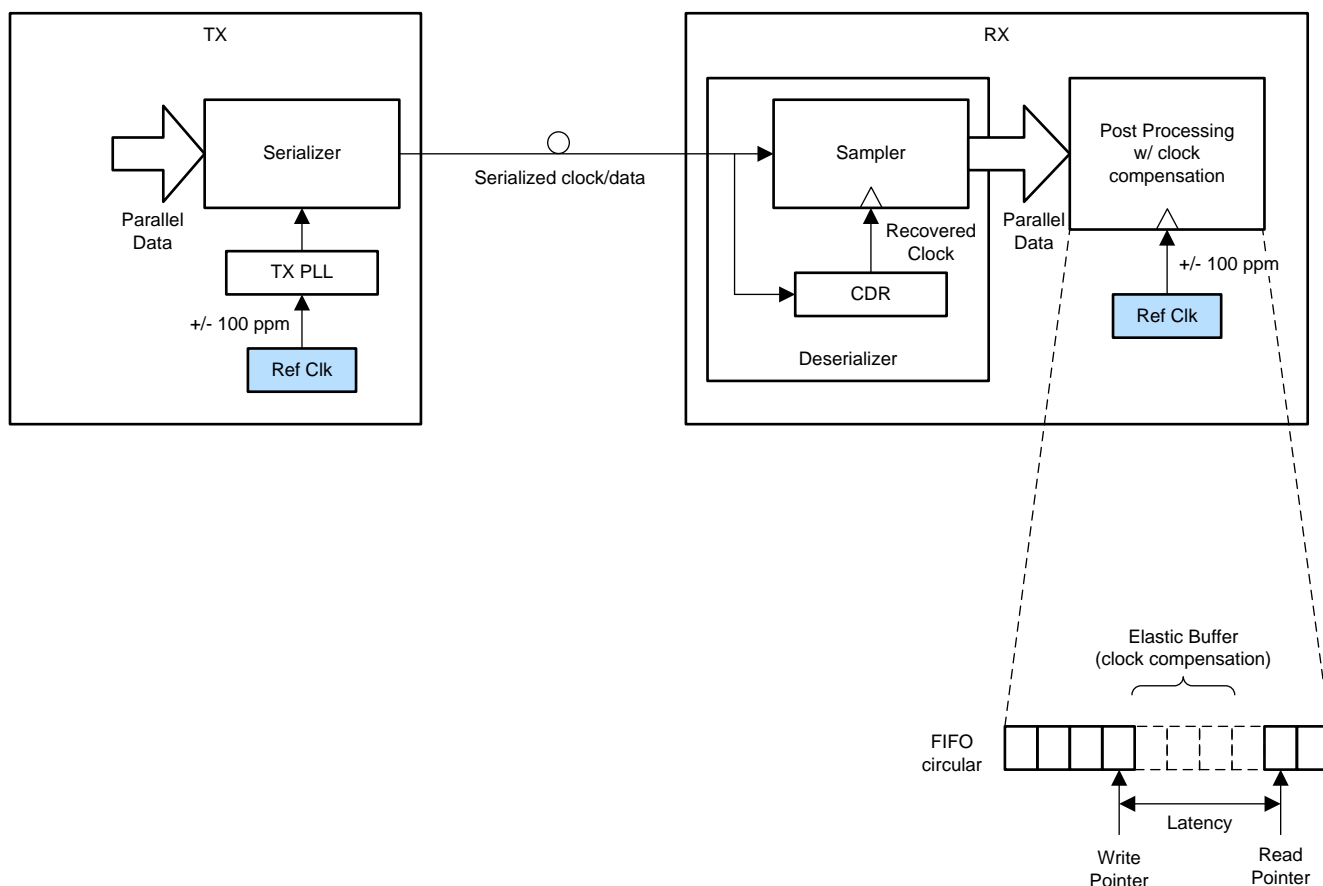 TX
Serializer
Parallel
Data
TX PLL
+/- 100 ppm
Ref Clk
Serialized clock/data
RX
Sampler
Recovered
Clock
CDR
Deserializer
Parallel
Data
Post Processing
w/ clock
compensation
+/- 100 ppm
Ref Clk
Elastic Buffer
(clock compensation)
FIFO
circular
Latency
Write
Pointer
Read
Pointer